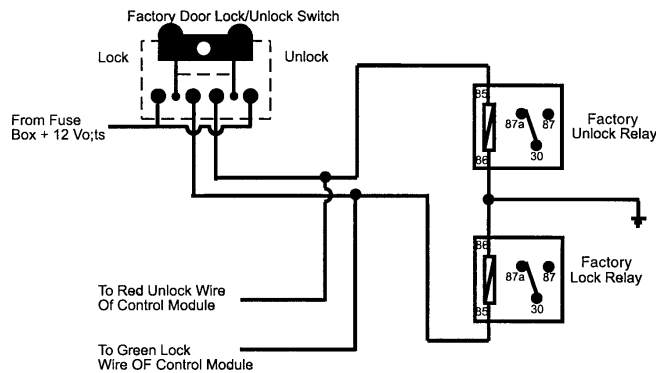 Factory Door Lock/Unlock Switch
Lock
Unlock
From Fuse
Box + 12 Vo;ts
85
87a
87
86
30
Factory
Unlock Relay
86
87a
87
85
30
Factory
Lock Relay
To Red Unlock Wire
Of Control Module
To Green Lock
Wire OF Control Module